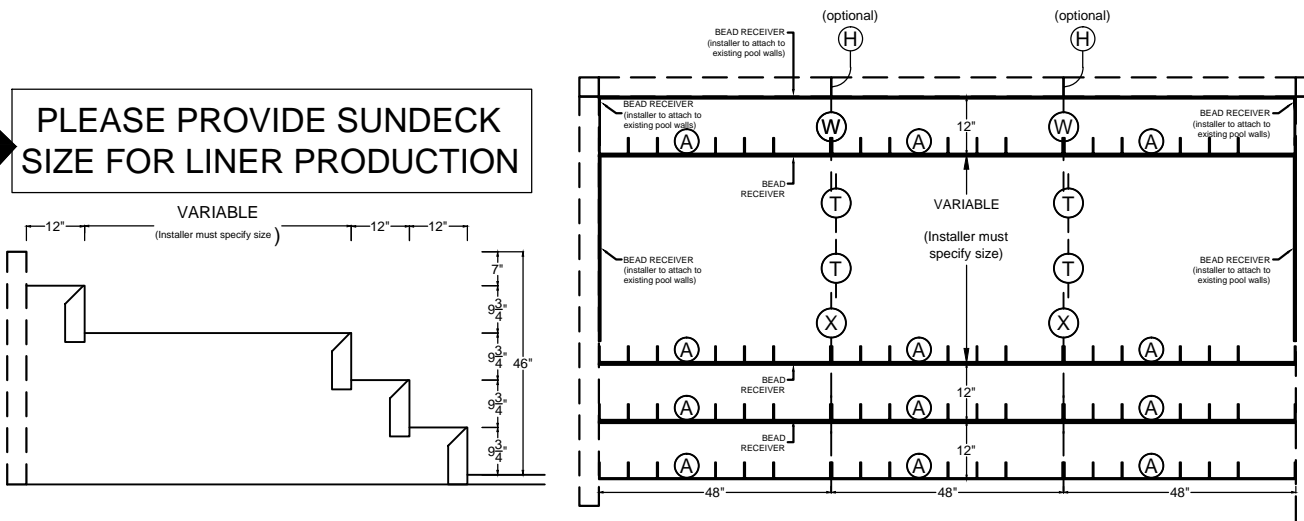 PLEASE PROVIDE SUNDECK
SIZE FOR LINER PRODUCTION
VARIABLE
(Installer must specify size )
12"
12"
12"
7"
9 3/4"
9 3/4"
9 3/4"
9 3/4"
46"
(optional)
H
(optional)
H
BEAD RECEIVER
(installer to attach to
existing pool walls)
BEAD RECEIVER
(installer to attach to
existing pool walls)
BEAD RECEIVER
(installer to attach to
existing pool walls)
W
12"
W
A
A
A
BEAD
RECEIVER
T
T
VARIABLE
(Installer must
specify size)
BEAD RECEIVER
(installer to attach to
existing pool walls)
BEAD RECEIVER
(installer to attach to
existing pool walls)
T
T
X
X
A
A
A
BEAD
RECEIVER
12"
A
A
A
BEAD
RECEIVER
12"
A
A
A
48"
48"
48"